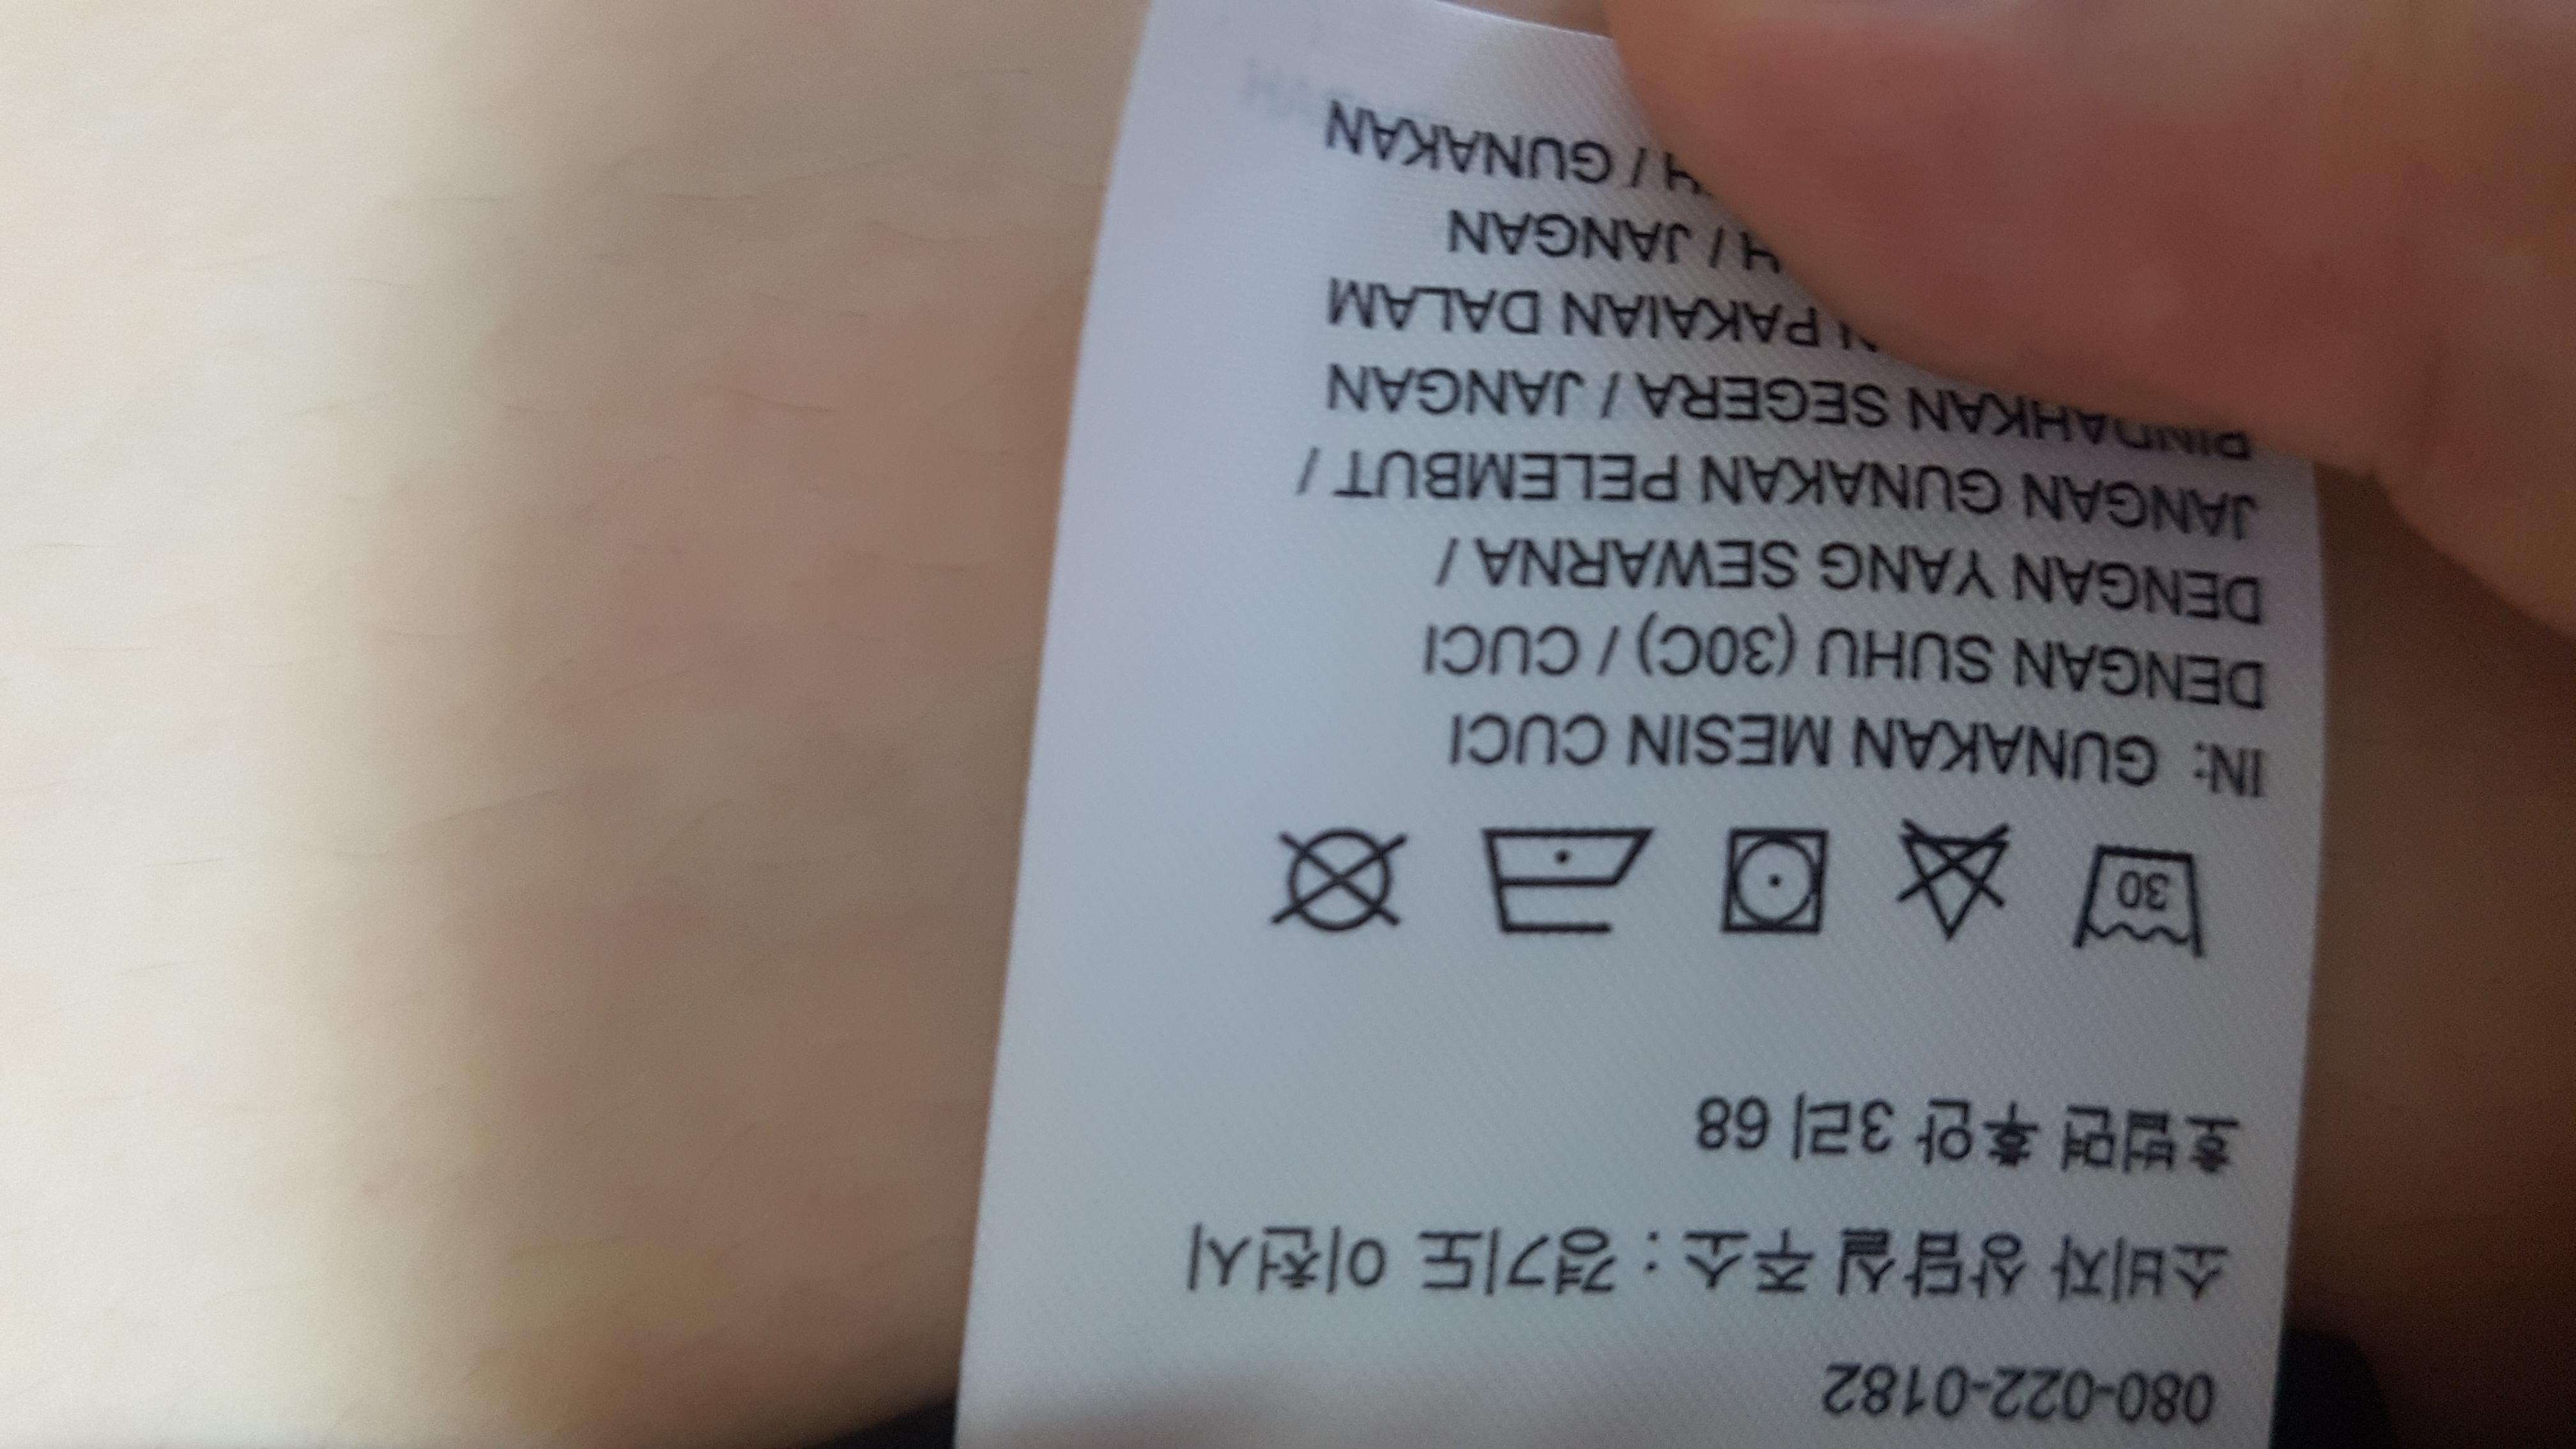 080-022-0182
소비자 상담실 주소 : 경기도 이천시
호법면 후안 3리 68
30
IN: GUNAKAN MESIN CUCI
DENGAN SUHU (30C) / CUCI
DENGAN YANG SEWARNA /
JANGAN GUNAKAN PELEMBUT /
PINDAHKAN SEGERA / JANGAN
PAKAIAN DALAM
/ JANGAN
/ GUNAKAN